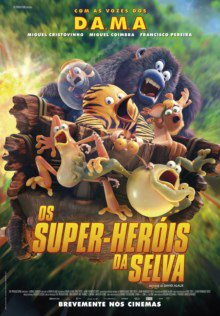 COM AS VOZES DOS
DAMA
MIGUEL CRISTOVINHO MIGUEL COIMBRA FRANCISCO PEREIRA
OS
SUPER-HERÓIS
DA SELVA
BREVEMENTE NOS CINEMAS